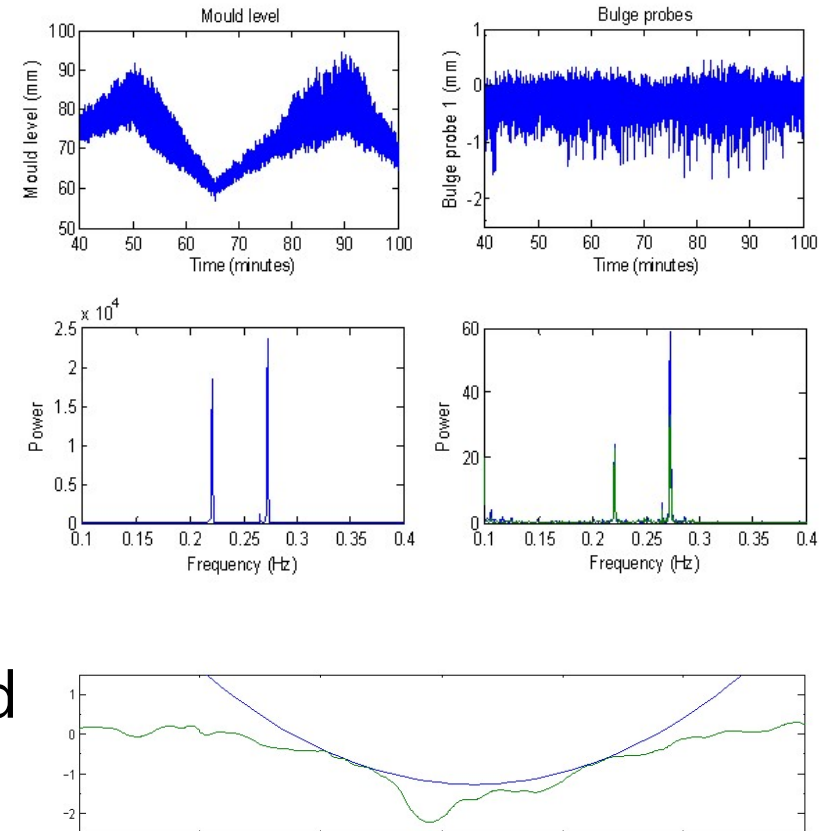 Mould level
Mould level (mm)
100
90
80
70
60
50
40 50 60 70 80 90 100
Time (minutes)
Bulge probes
Bulge probe 1 (mm)
1
0
-1
-2
40 50 60 70 80 90 100
Time (minutes)
x 10^4
Power
2.5
2
1.5
1
0.5
0
0.1 0.15 0.2 0.25 0.3 0.35 0.4
Frequency (Hz)
Power
60
40
20
0
0.1 0.15 0.2 0.25 0.3 0.35 0.4
Frequency (Hz)
d
1
0
-1
-2